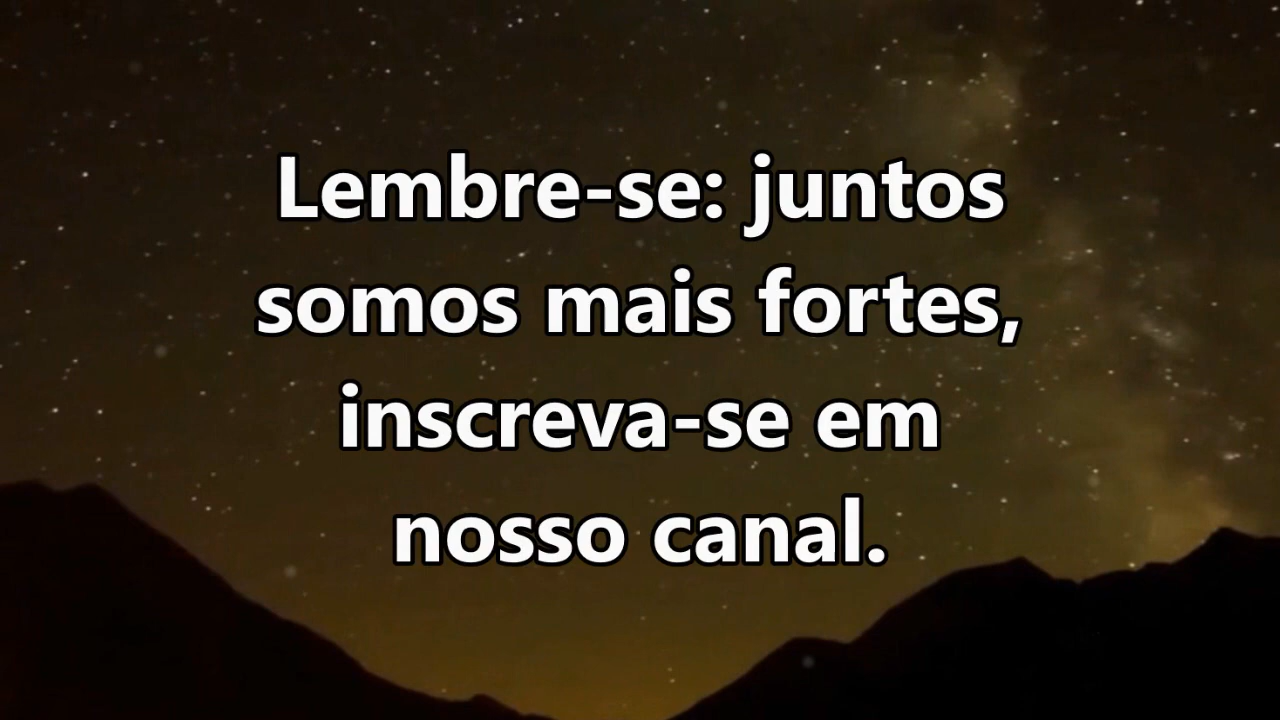 Lembre-se: juntos
somos mais fortes,
inscreva-se em
nosso canal.